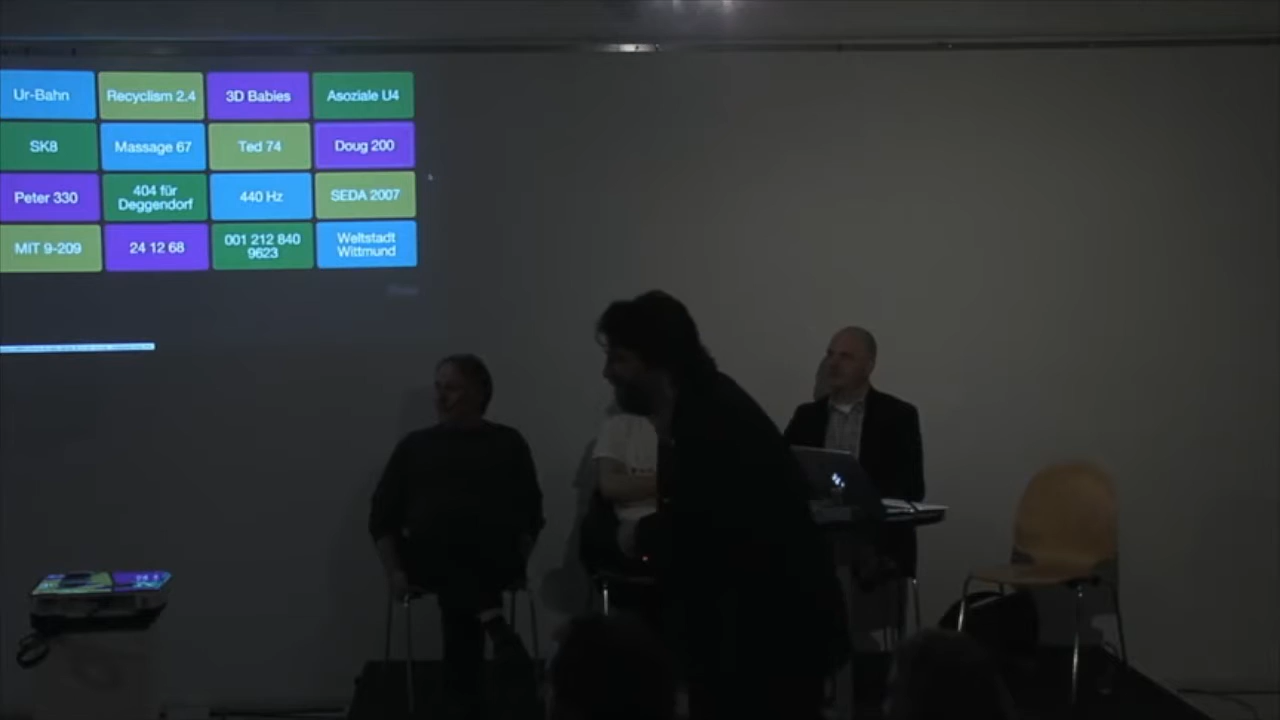 Ur-Bahn
Recyclism 2.4
3D Babies
Asoziale U4
SK8
Massage 67
Ted 74
Doug 200
Peter 330
404 für
Deggendorf
440 Hz
SEDA 2007
MIT 9-209
24 12 68
001 212 840
9623
Weltstadt
Wittmund